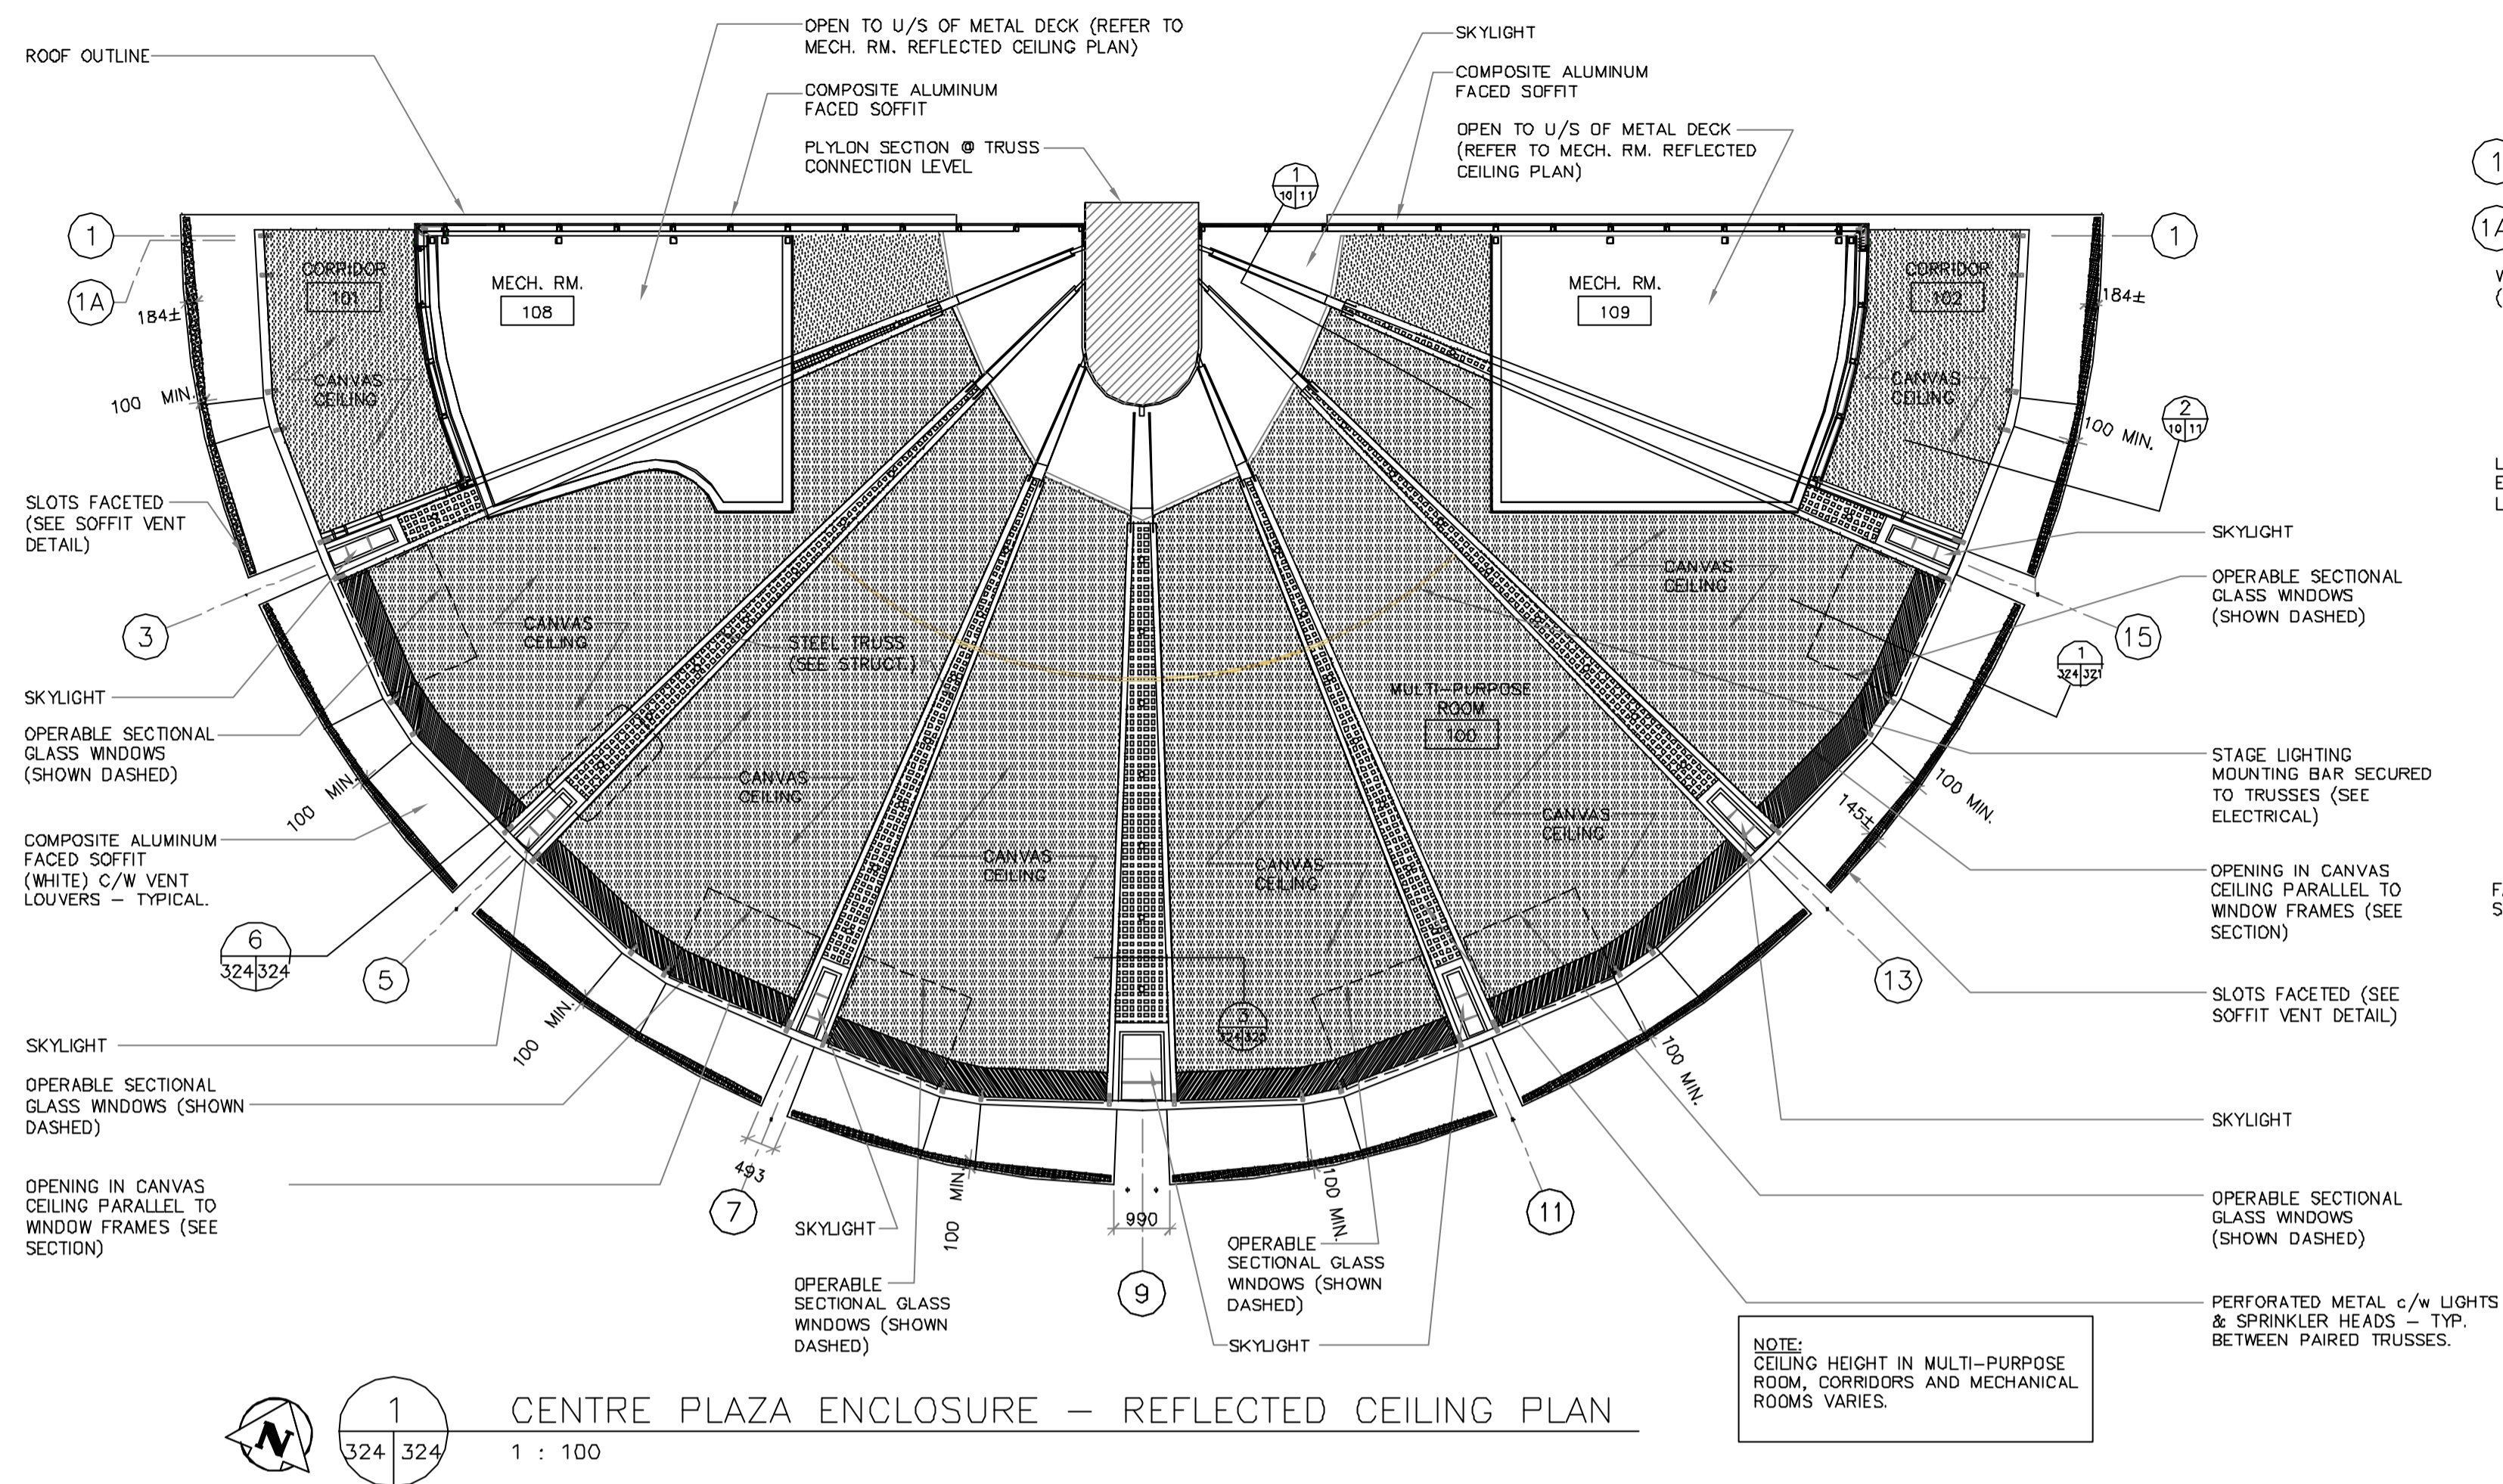 ROOF OUTLINE
OPEN TO U/S OF METAL DECK (REFER TO
MECH. RM. REFLECTED CEILING PLAN)
COMPOSITE ALUMINUM
FACED SOFFIT
PLYLON SECTION @ TRUSS
CONNECTION LEVEL
SKYLIGHT
COMPOSITE ALUMINUM
FACED SOFFIT
OPEN TO U/S OF METAL DECK
(REFER TO MECH. RM. REFLECTED
CEILING PLAN)
1
10 11
1
1A
184±
100 MIN.
CORRIDOR
101
CANVAS
CEILING
MECH. RM.
108
MECH. RM.
109
CORRIDOR
102
CANVAS
CEILING
1
184±
100 MIN.
2
10 11
1
1A
SLOTS FACETED
(SEE SOFFIT VENT
DETAIL)
3
SKYLIGHT
OPERABLE SECTIONAL
GLASS WINDOWS
(SHOWN DASHED)
100 MIN.
COMPOSITE ALUMINUM
FACED SOFFIT
(WHITE) C/W VENT
LOUVERS – TYPICAL.
6
324 324
5
SKYLIGHT
100 MIN.
OPERABLE SECTIONAL
GLASS WINDOWS (SHOWN
DASHED)
OPENING IN CANVAS
CEILING PARALLEL TO
WINDOW FRAMES (SEE
SECTION)
CANVAS
CEILING
STEEL TRUSS
(SEE STRUCT.)
CANVAS
CEILING
CANVAS
CEILING
CANVAS
CEILING
MULTI-PURPOSE
ROOM
100
CANVAS
CEILING
CANVAS
CEILING
3
324 323
SKYLIGHT
OPERABLE SECTIONAL
GLASS WINDOWS
(SHOWN DASHED)
15
1
324 321
STAGE LIGHTING
MOUNTING BAR SECURED
TO TRUSSES (SEE
ELECTRICAL)
100 MIN.
145±
OPENING IN CANVAS
CEILING PARALLEL TO
WINDOW FRAMES (SEE
SECTION)
13
SLOTS FACETED (SEE
SOFFIT VENT DETAIL)
100 MIN.
SKYLIGHT
OPERABLE SECTIONAL
GLASS WINDOWS
(SHOWN DASHED)
PERFORATED METAL c/w LIGHTS
& SPRINKLER HEADS – TYP.
BETWEEN PAIRED TRUSSES.
493
7
SKYLIGHT
OPERABLE
SECTIONAL GLASS
WINDOWS (SHOWN
DASHED)
100 MIN.
990
9
100 MIN.
OPERABLE
SECTIONAL GLASS
WINDOWS (SHOWN
DASHED)
SKYLIGHT
11
NOTE:
CEILING HEIGHT IN MULTI-PURPOSE
ROOM, CORRIDORS AND MECHANICAL
ROOMS VARIES.
N
1
324 324
CENTRE PLAZA ENCLOSURE – REFLECTED CEILING PLAN
1 : 100